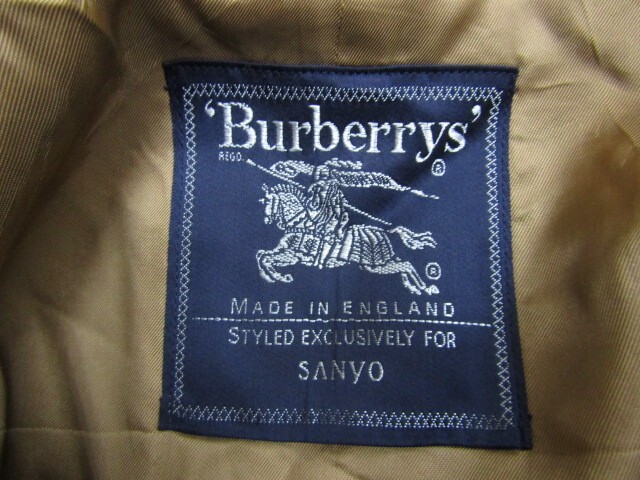 'Burberrys'
REGD.
®
®
MADE IN ENGLAND
STYLED EXCLUSIVELY FOR
SANYO